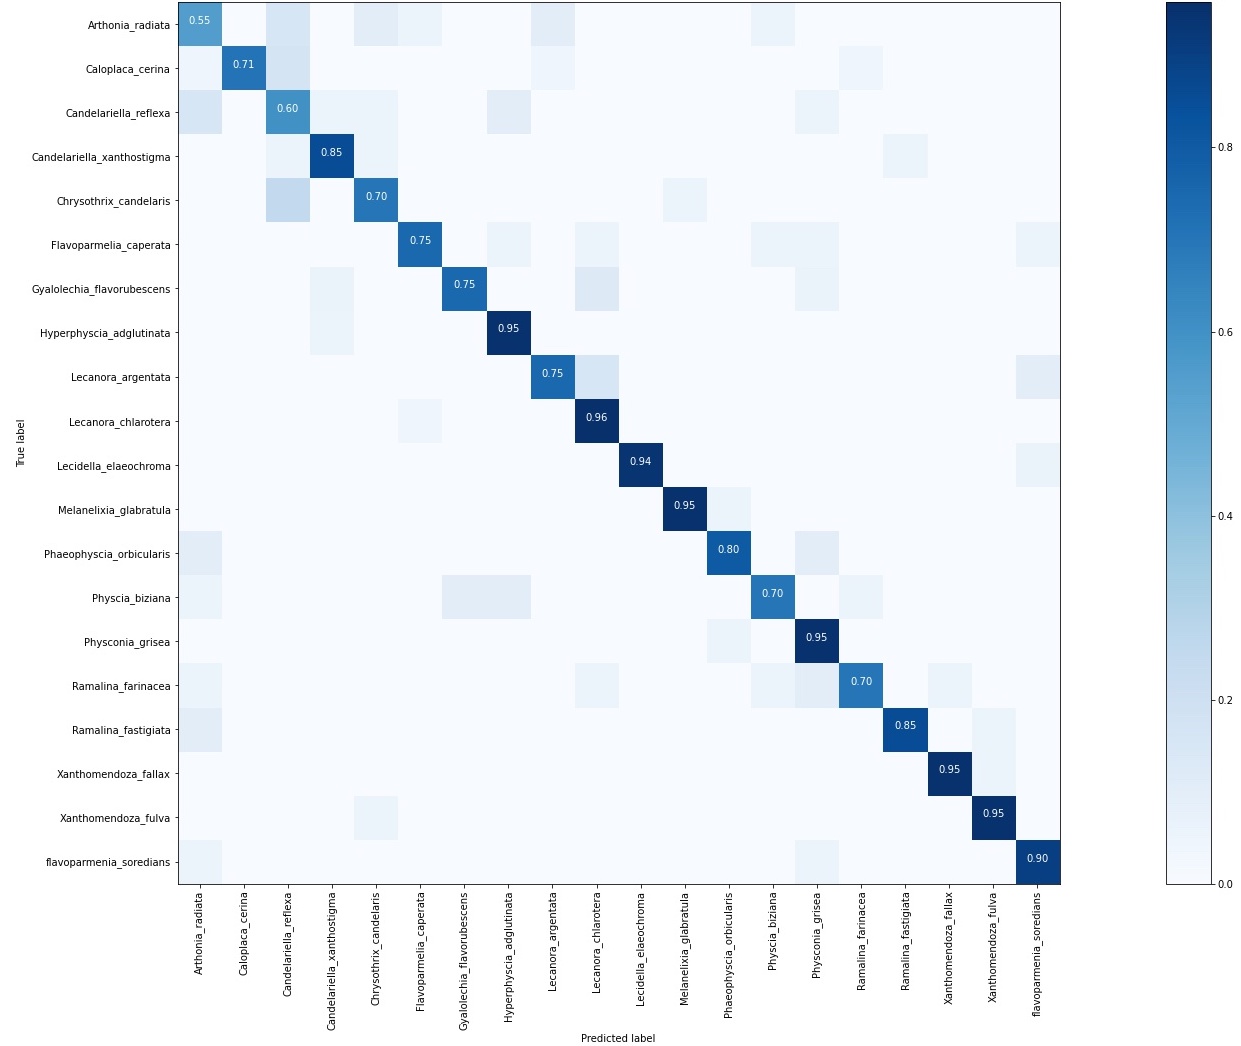 Arthonia_radiata
Caloplaca_cerina
Candelariella_reflexa
Candelariella_xanthostigma
Chrysothrix_candelaris
Flavoparmelia_caperata
Gyalolechia_flavorubescens
Hyperphyscia_adglutinata
Lecanora_argentata
Lecanora_chlarotera
Lecidella_elaeochroma
Melanelixia_glabratula
Phaeophyscia_orbicularis
Physcia_biziana
Physconia_grisea
Ramalina_farinacea
Ramalina_fastigiata
Xanthomendoza_fallax
Xanthomendoza_fulva
flavoparmenia_soredians
True label
0.55
0.71
0.60
0.85
0.70
0.75
0.75
0.95
0.75
0.96
0.94
0.95
0.80
0.70
0.95
0.70
0.85
0.95
0.95
0.90
Arthonia_radiata
Caloplaca_cerina
Candelariella_reflexa
Candelariella_xanthostigma
Chrysothrix_candelaris
Flavoparmelia_caperata
Gyalolechia_flavorubescens
Hyperphyscia_adglutinata
Lecanora_argentata
Lecanora_chlarotera
Lecidella_elaeochroma
Melanelixia_glabratula
Phaeophyscia_orbicularis
Physcia_biziana
Physconia_grisea
Ramalina_farinacea
Ramalina_fastigiata
Xanthomendoza_fallax
Xanthomendoza_fulva
flavoparmenia_soredians
Predicted label
0.8
0.6
0.4
0.2
0.0